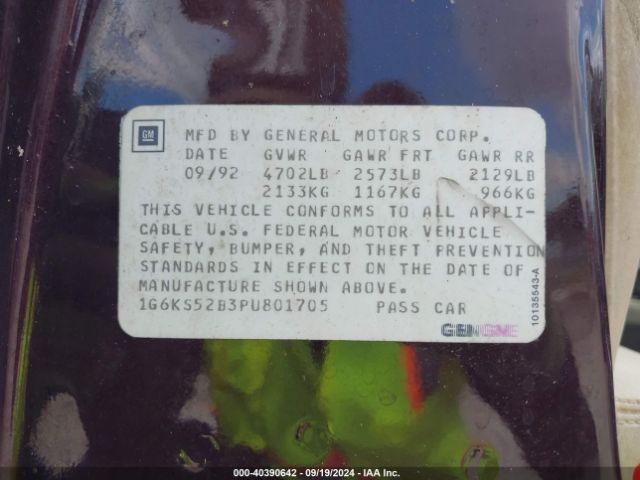 GM
MFD BY GENERAL MOTORS CORP.
DATE GVWR GAWR FRT GAWR RR
09/92 4702LB 2573LB 2129LB
2133KG 1167KG 966KG
THIS VEHICLE CONFORMS TO ALL APPLI-
CABLE U.S. FEDERAL MOTOR VEHICLE
SAFETY, BUMPER, AND THEFT PREVENTION
STANDARDS IN EFFECT ON THE DATE OF
MANUFACTURE SHOWN ABOVE.
1G6KS52B3PU801705 PASS CAR
10135543-A
000-40390642 - 09/19/2024 - IAA Inc.